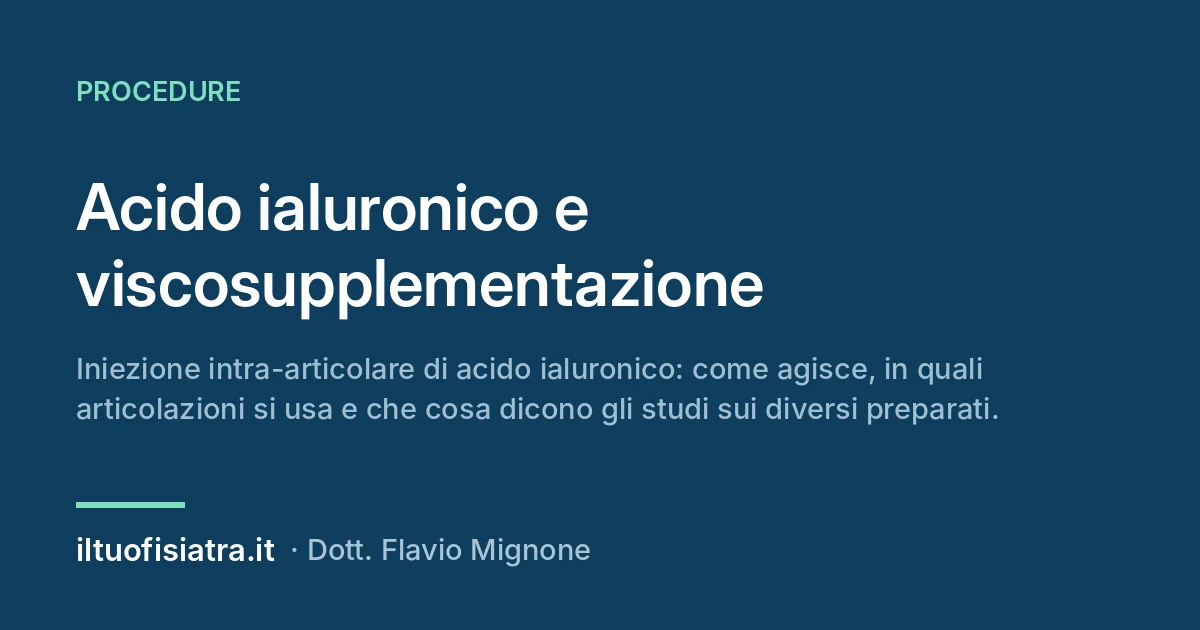 PROCEDURE
Acido ialuronico e
viscosupplementazione
Iniezione intra-articolare di acido ialuronico: come agisce, in quali
articolazioni si usa e che cosa dicono gli studi sui diversi preparati.
iltuofisiatra.it · Dott. Flavio Mignone